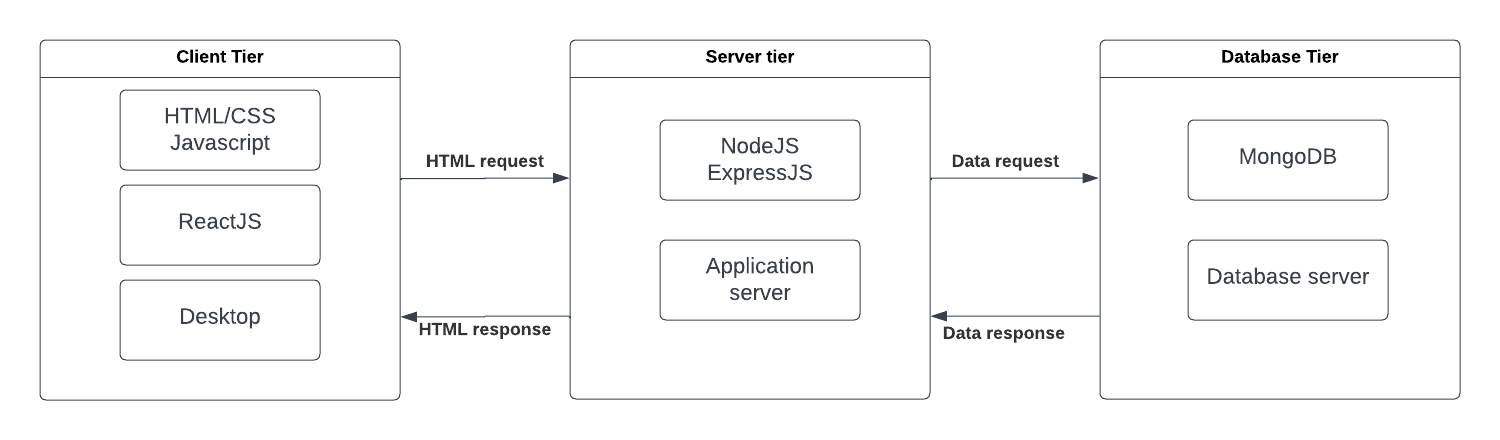 Client Tier
HTML/CSS
Javascript
ReactJS
Desktop
HTML request
HTML response
Server tier
NodeJS
ExpressJS
Application
server
Data request
Data response
Database Tier
MongoDB
Database server